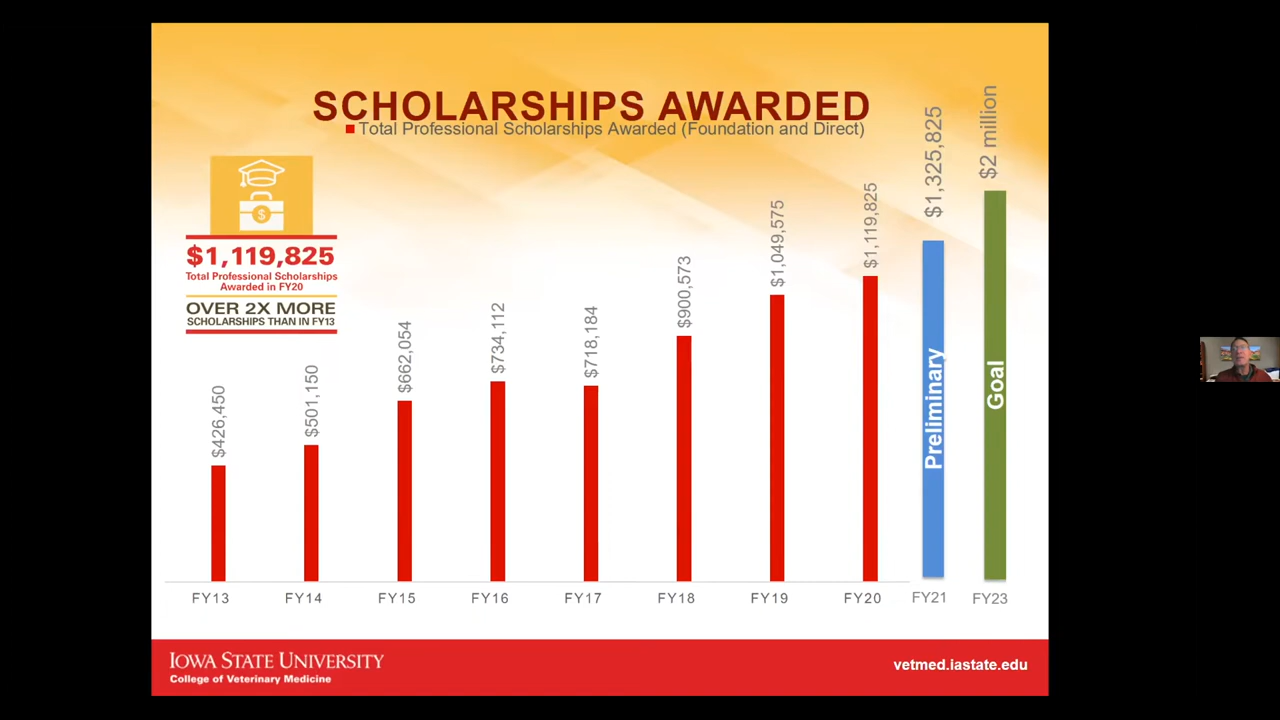 SCHOLARSHIPS AWARDED
Total Professional Scholarships Awarded (Foundation and Direct)
$
$1,119,825
Total Professional Scholarships
Awarded in FY20
OVER 2X MORE
SCHOLARSHIPS THAN IN FY13
$426,450
$501,150
$662,054
$734,112
$718,184
$900,573
$1,049,575
$1,119,825
$1,325,825
$2 million
Preliminary
Goal
FY13
FY14
FY15
FY16
FY17
FY18
FY19
FY20
FY21
FY23
IOWA STATE UNIVERSITY
College of Veterinary Medicine
vetmed.iastate.edu